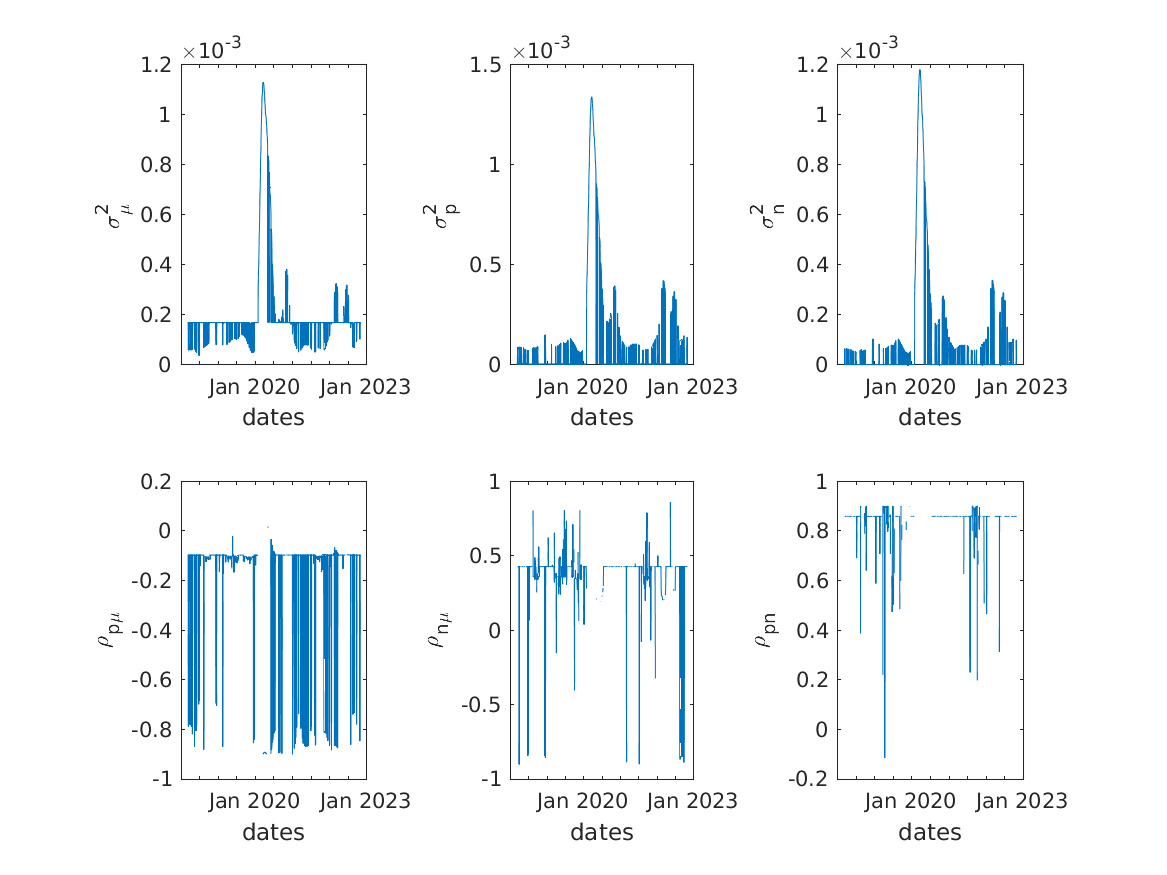 ×10-3 ×10-3 ×10-3
1.2 1.5 1.2
1 1
0.8 1 0.8
σ2μ 0.6 σ2p σ2n 0.6
0.4 0.5 0.4
0.2 0.2
0 0 0
Jan 2020 Jan 2023 Jan 2020 Jan 2023 Jan 2020 Jan 2023
dates dates dates
0.2 1 1
0 0.8
-0.2 0.5 0.6
ρpμ -0.4 ρnμ 0 ρpn 0.4
-0.6 -0.5 0.2
-0.8 0
-1 -1 -0.2
Jan 2020 Jan 2023 Jan 2020 Jan 2023 Jan 2020 Jan 2023
dates dates dates